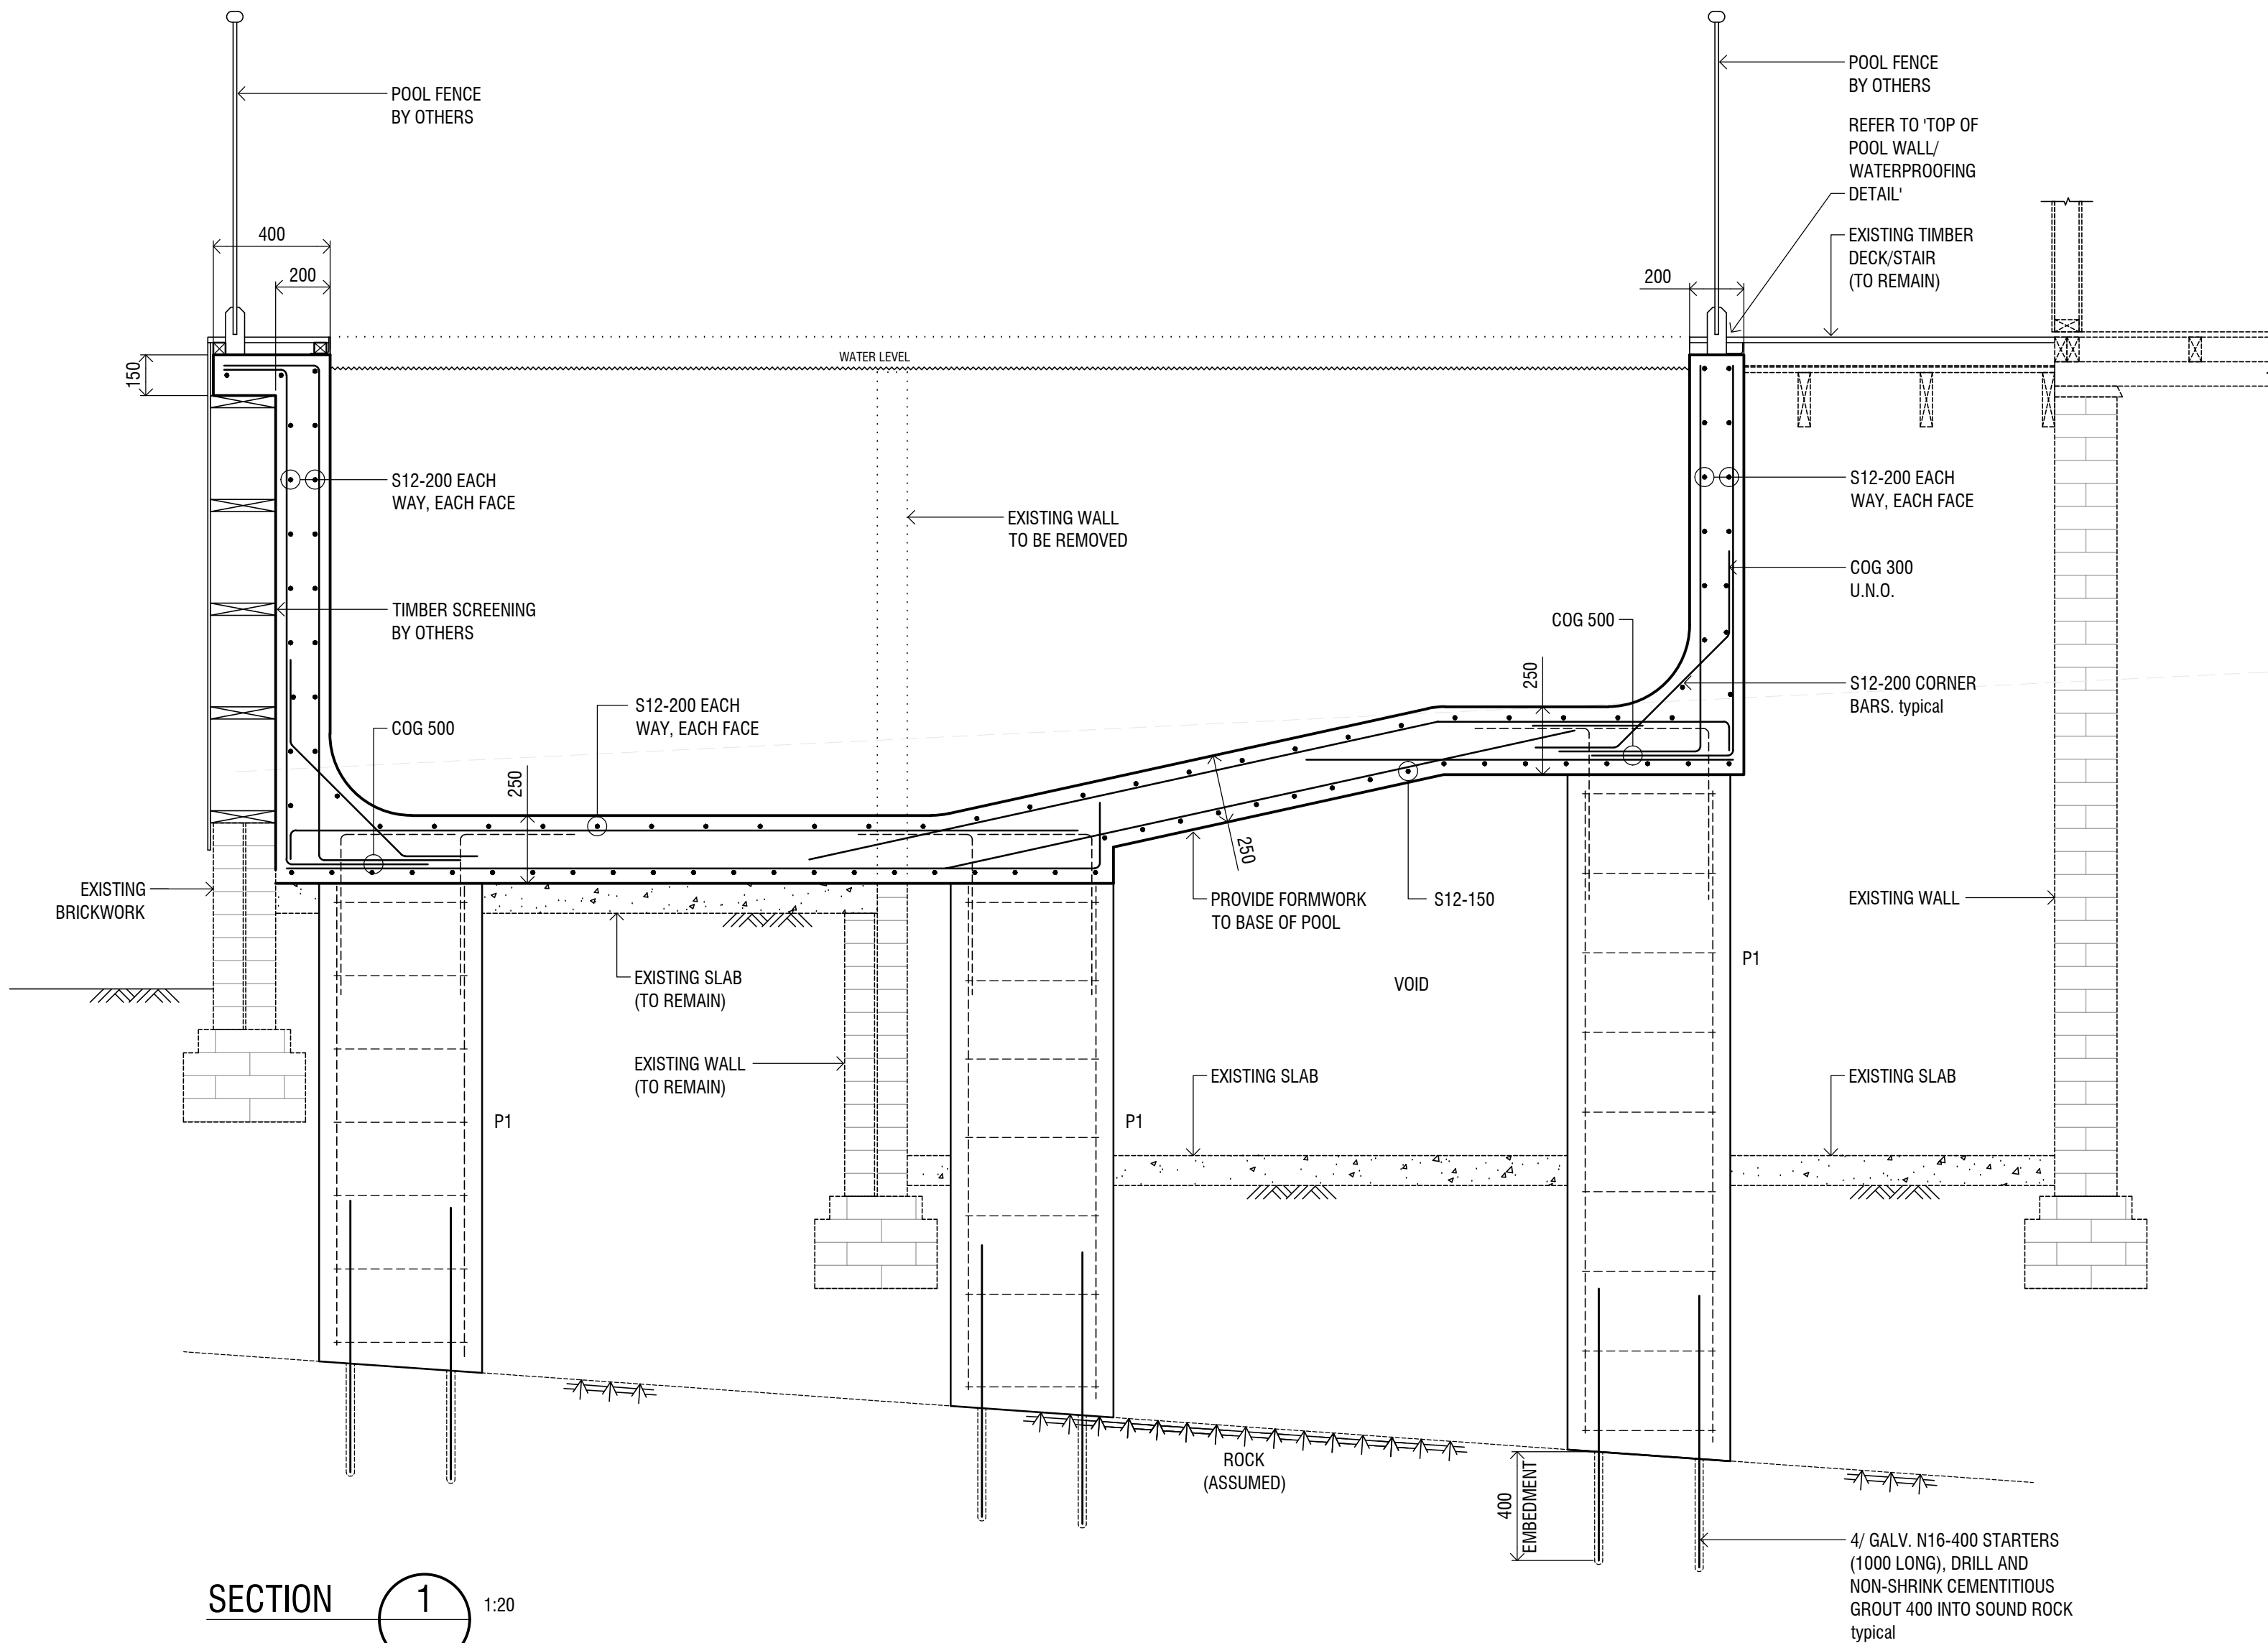 POOL FENCE
BY OTHERS
POOL FENCE
BY OTHERS
REFER TO 'TOP OF
POOL WALL/
WATERPROOFING
DETAIL'
EXISTING TIMBER
DECK/STAIR
(TO REMAIN)
400
200
200
150
WATER LEVEL
S12-200 EACH
WAY, EACH FACE
EXISTING WALL
TO BE REMOVED
S12-200 EACH
WAY, EACH FACE
COG 300
U.N.O.
TIMBER SCREENING
BY OTHERS
COG 500
250
S12-200 CORNER
BARS. typical
S12-200 EACH
WAY, EACH FACE
COG 500
250
250
EXISTING
BRICKWORK
PROVIDE FORMWORK
TO BASE OF POOL
S12-150
EXISTING WALL
EXISTING SLAB
(TO REMAIN)
VOID
P1
EXISTING WALL
(TO REMAIN)
EXISTING SLAB
EXISTING SLAB
P1
P1
ROCK
(ASSUMED)
400
EMBEDMENT
4/ GALV. N16-400 STARTERS
(1000 LONG), DRILL AND
NON-SHRINK CEMENTITIOUS
GROUT 400 INTO SOUND ROCK
typical
SECTION
1
1:20